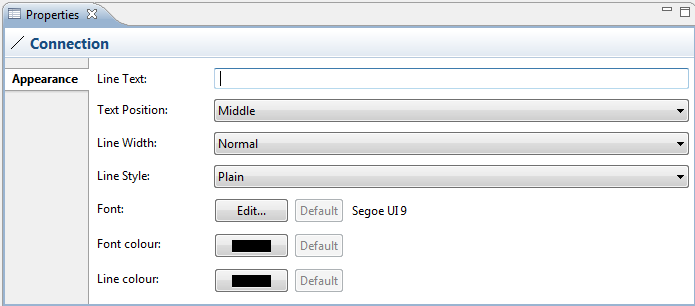 Properties
Connection
Appearance
Line Text:
Text Position: Middle
Line Width: Normal
Line Style: Plain
Font: Edit... Default Segoe UI 9
Font colour: Default
Line colour: Default